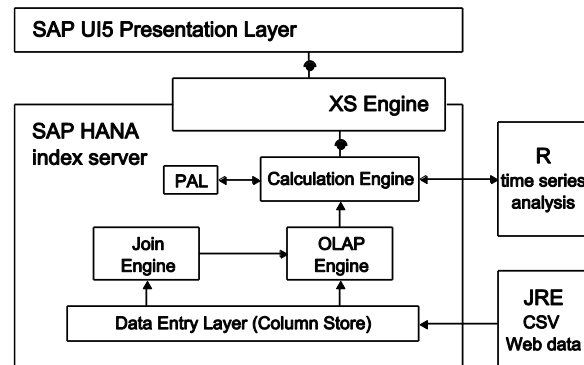 SAP UI5 Presentation Layer
XS Engine
SAP HANA
index server
PAL
Calculation Engine
R
time series
analysis
Join
Engine
OLAP
Engine
Data Entry Layer (Column Store)
JRE
CSV
Web data